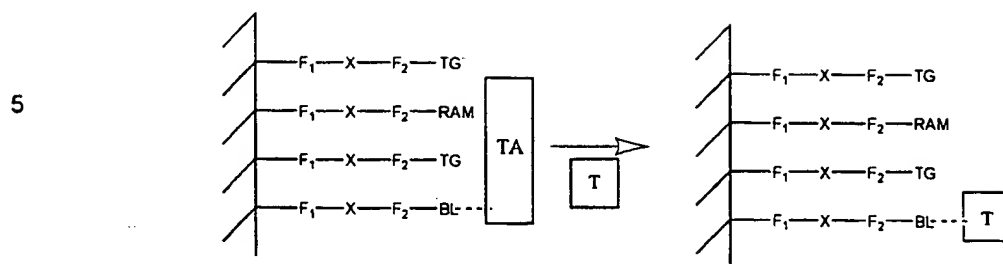 F₁—X—F₂—TG F₁—X—F₂—TG
5 F₁—X—F₂—RAM TA F₁—X—F₂—RAM
F₁—X—F₂—TG T F₁—X—F₂—TG
F₁—X—F₂—BL F₁—X—F₂—BL T